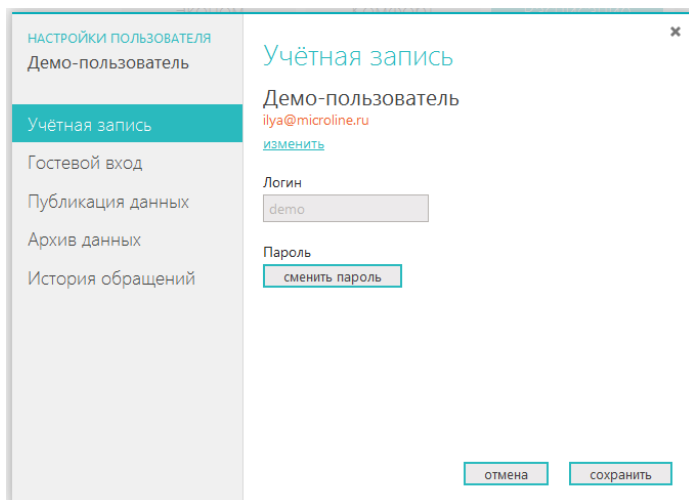 НАСТРОЙКИ ПОЛЬЗОВАТЕЛЯ
Демо-пользователь
Учётная запись
Гостевой вход
Публикация данных
Архив данных
История обращений
Учётная запись
Демо-пользователь
ilya@microline.ru
изменить
Логин
demo
Пароль
сменить пароль
отмена
сохранить